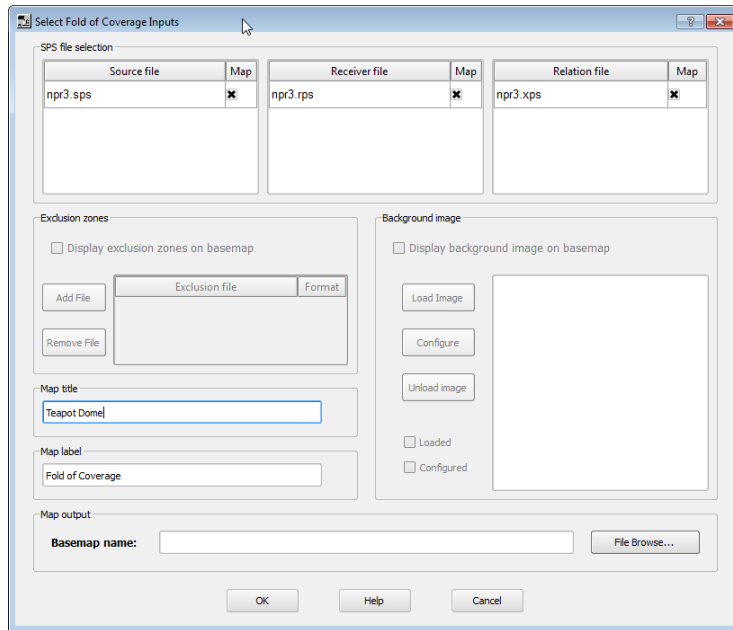 Select Fold of Coverage Inputs
SPS file selection
Source file Map
npr3.sps
Receiver file Map
npr3.rps
Relation file Map
npr3.xps
Exclusion zones
Display exclusion zones on basemap
Add File
Remove File
Exclusion file Format
Background image
Display background image on basemap
Load Image
Configure
Unload image
Loaded
Configured
Map title
Teapot Dome
Map label
Fold of Coverage
Map output
Basemap name:
File Browse...
OK Help Cancel